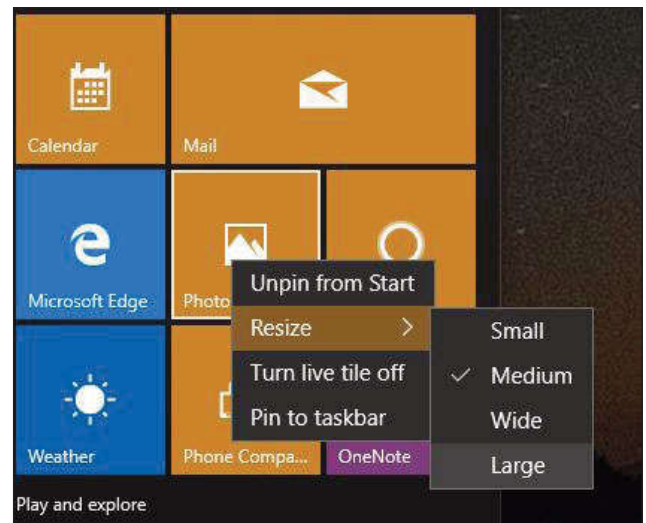 Calendar
Mail
Microsoft Edge
Photo
Unpin from Start
Resize
Turn live tile off
Pin to taskbar
Small
Medium
Wide
Large
Weather
Phone Compa...
OneNote
Play and explore